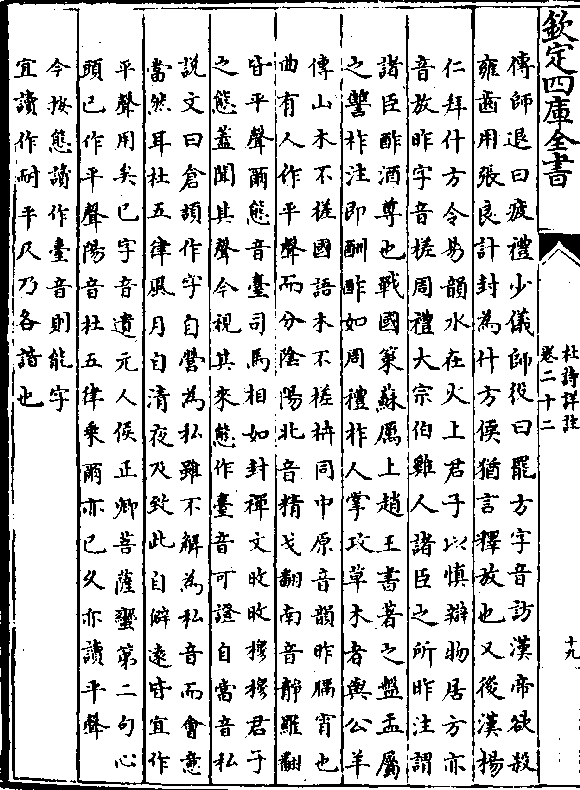 欽定四庫全書
杜詩詳註
卷二十二
十九
傳師退曰疲禮少儀師役曰罷方字音訪漢帝欲殺
雍齒用張良計封為什方侯猶言釋放也又後漢楊
仁拜什方令易韻水在火上君子以慎辯物居方亦
音放昨字音槎周禮大宗伯雞人諸臣之所昨注謂
諸臣酢酒尊也戰國策蘇厲上趙王書著之盤盂屬
之讐柞注即酬酢如周禮柞人掌攻草木者與公羊
傳山木不槎國語木不槎枿同中原音韻昨膈宵也
曲有人作平聲而分陰陽北音精戈翻南音靜羅翻
皆平聲爾態音臺司馬相如封禪文旼旼穆穆君子
之態蓋聞其聲今視其來態作臺音可證自當音私
說文曰倉頡作字自營為私雖不解為私音而會意
當然耳杜五律風月自清夜及致此自僻遠皆宜作
平聲用矣已字音遺元人侯正卿菩薩蠻第二句心
頭已作平聲陽音杜五律乘爾亦已久亦讀平聲
今按態讀作臺音則能字
宜讀作耐平仄乃各諧也